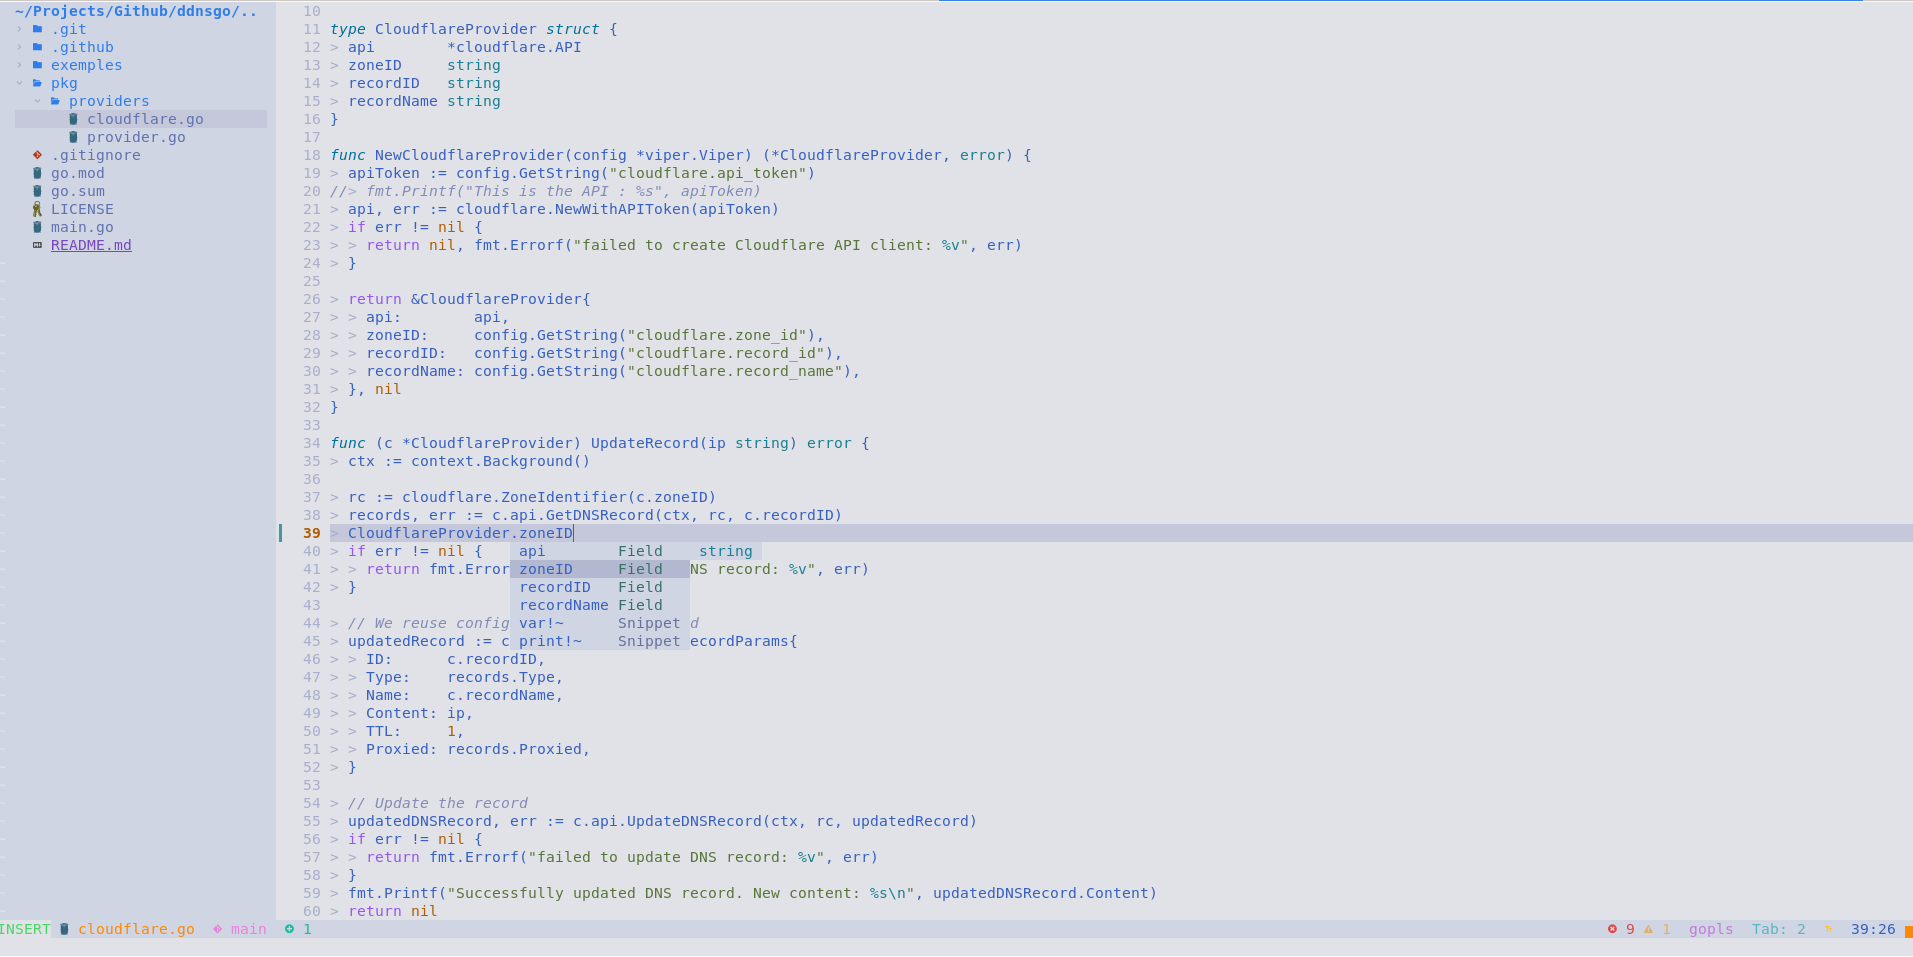 ~/Projects/Github/ddnsgo/..
.git
.github
exemples
pkg
providers
cloudflare.go
provider.go
.gitignore
go.mod
go.sum
LICENSE
main.go
README.md
10
11 type CloudflareProvider struct {
12 > api        *cloudflare.API
13 > zoneID     string
14 > recordID   string
15 > recordName string
16 }
17
18 func NewCloudflareProvider(config *viper.Viper) (*CloudflareProvider, error) {
19 > apiToken := config.GetString("cloudflare.api_token")
20 //> fmt.Printf("This is the API : %s", apiToken)
21 > api, err := cloudflare.NewWithAPIToken(apiToken)
22 > if err != nil {
23 > > return nil, fmt.Errorf("failed to create Cloudflare API client: %v", err)
24 > }
25
26 > return &CloudflareProvider{
27 > > api:        api,
28 > > zoneID:     config.GetString("cloudflare.zone_id"),
29 > > recordID:   config.GetString("cloudflare.record_id"),
30 > > recordName: config.GetString("cloudflare.record_name"),
31 > }, nil
32 }
33
34 func (c *CloudflareProvider) UpdateRecord(ip string) error {
35 > ctx := context.Background()
36
37 > rc := cloudflare.ZoneIdentifier(c.zoneID)
38 > records, err := c.api.GetDNSRecord(ctx, rc, c.recordID)
39 > CloudflareProvider.zoneID
40 > if err != nil {    api        Field    string
41 > > return fmt.Error zoneID     Field   NS record: %v", err)
42 > }                  recordID   Field
43                      recordName Field
44 > // We reuse config var!~      Snippet d
45 > updatedRecord := c print!~    Snippet ecordParams{
46 > > ID:      c.recordID,
47 > > Type:    records.Type,
48 > > Name:    c.recordName,
49 > > Content: ip,
50 > > TTL:     1,
51 > > Proxied: records.Proxied,
52 > }
53
54 > // Update the record
55 > updatedDNSRecord, err := c.api.UpdateDNSRecord(ctx, rc, updatedRecord)
56 > if err != nil {
57 > > return fmt.Errorf("failed to update DNS record: %v", err)
58 > }
59 > fmt.Printf("Successfully updated DNS record. New content: %s\n", updatedDNSRecord.Content)
60 > return nil
INSERT cloudflare.go main 1 9 1 gopls Tab: 2 39:26